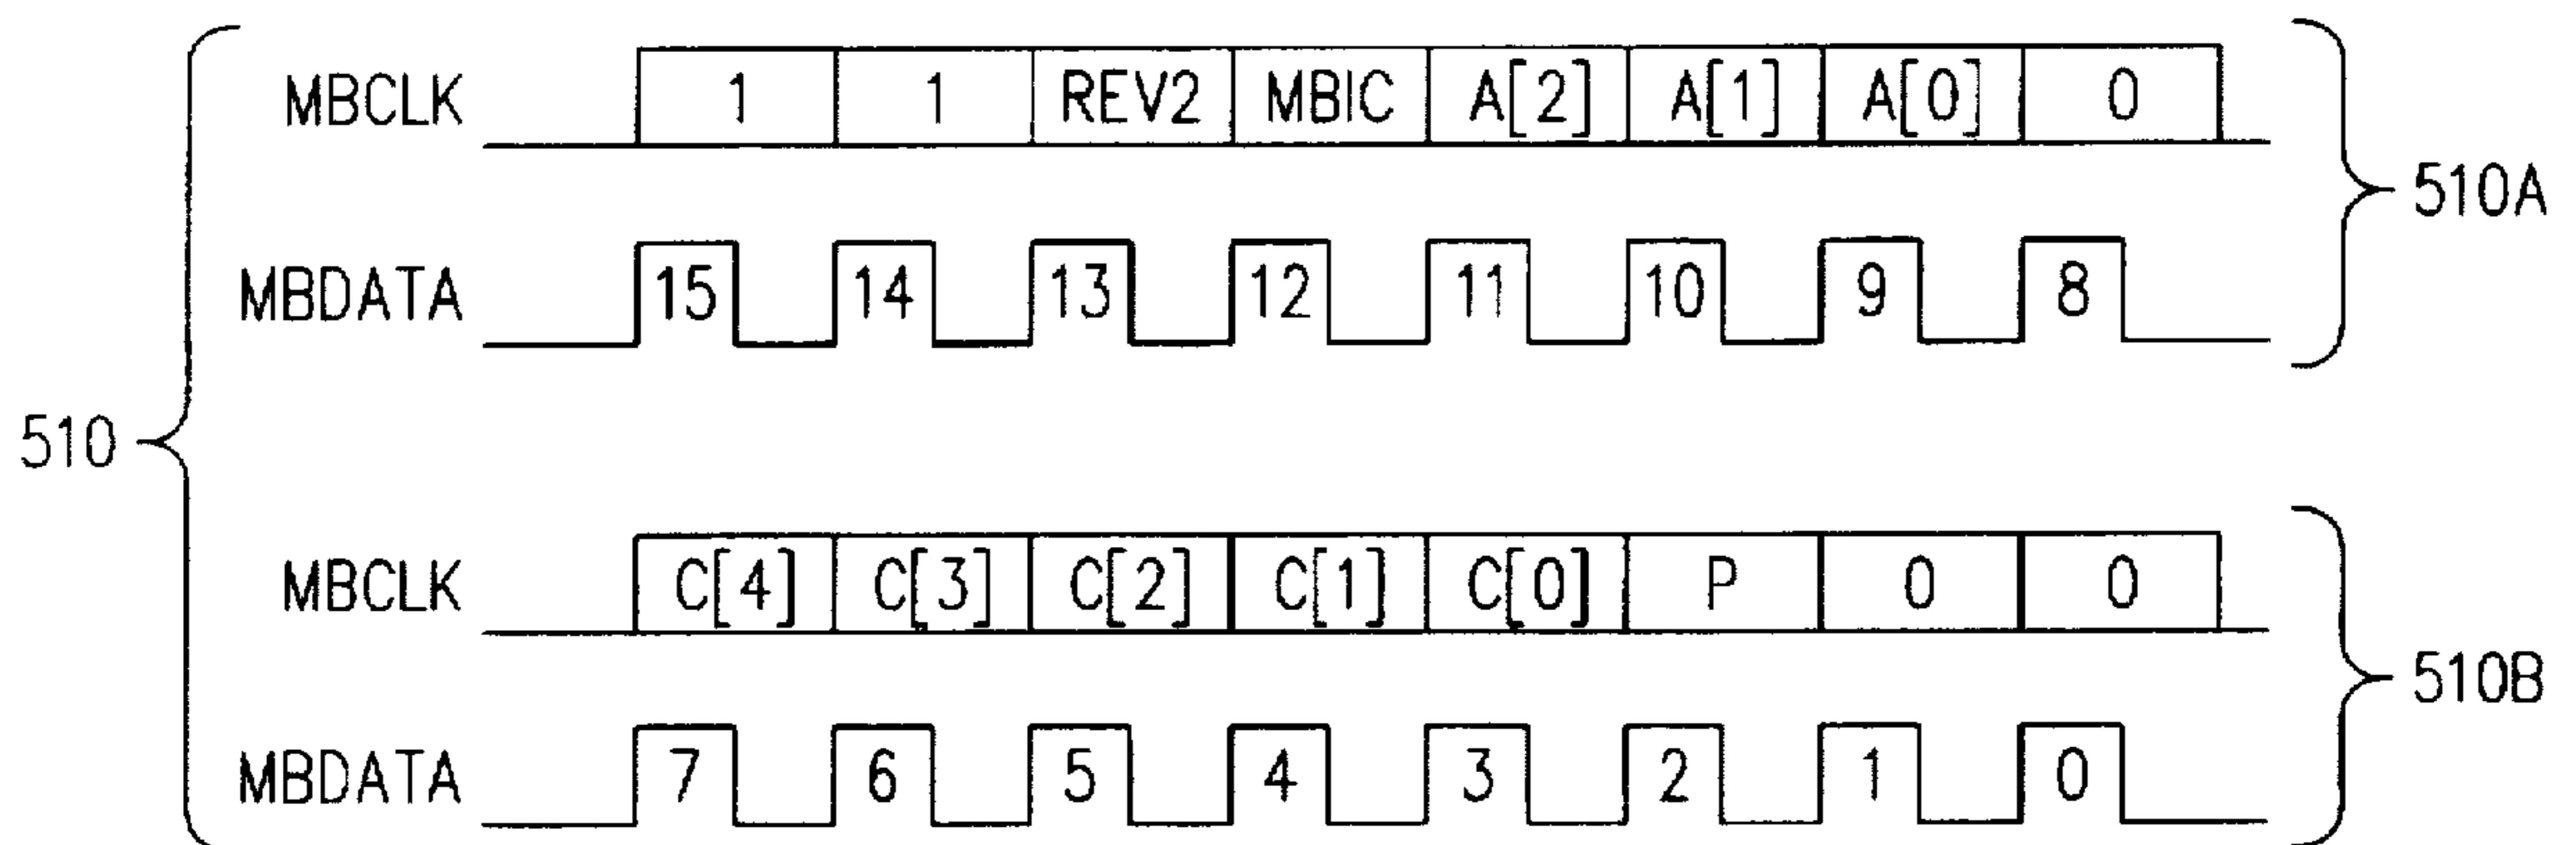 MBCLK 1 1 REV2 MBIC A[2] A[1] A[0] 0
510A
MBDATA 15 14 13 12 11 10 9 8
510
MBCLK C[4] C[3] C[2] C[1] C[0] P 0 0
510B
MBDATA 7 6 5 4 3 2 1 0